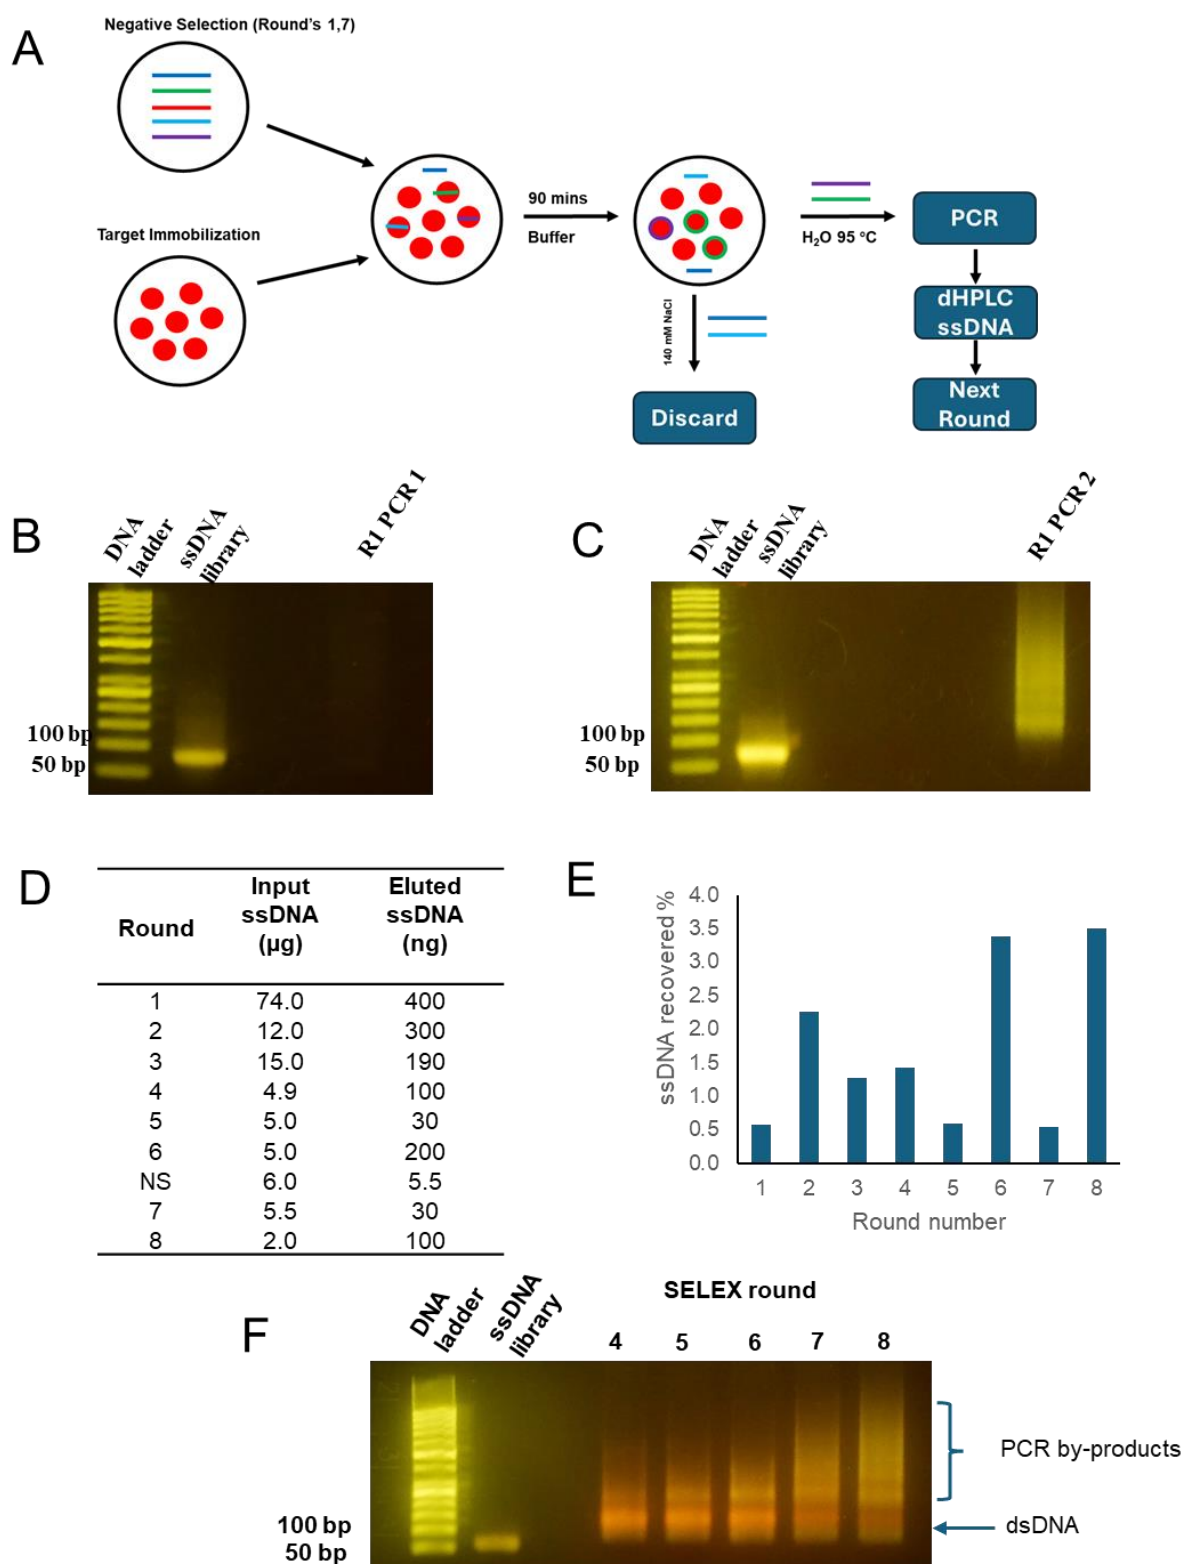 A
Negative Selection (Round's 1,7)
Target Immobilization
90 mins
Buffer
H₂O 95 °C
140 mM NaCl
Discard
PCR
dHPLC
ssDNA
Next
Round
B
DNA
ladder
ssDNA
library
R1 PCR 1
100 bp
50 bp
C
DNA
ladder
ssDNA
library
R1 PCR 2
100 bp
50 bp
D
Round Input ssDNA (µg) Eluted ssDNA (ng)
1 74.0 400
2 12.0 300
3 15.0 190
4 4.9 100
5 5.0 30
6 5.0 200
NS 6.0 5.5
7 5.5 30
8 2.0 100
E
ssDNA recovered %
4.0
3.5
3.0
2.5
2.0
1.5
1.0
0.5
0.0
1 2 3 4 5 6 7 8
Round number
F
DNA
ladder
ssDNA
library
SELEX round
4 5 6 7 8
PCR by-products
dsDNA
100 bp
50 bp